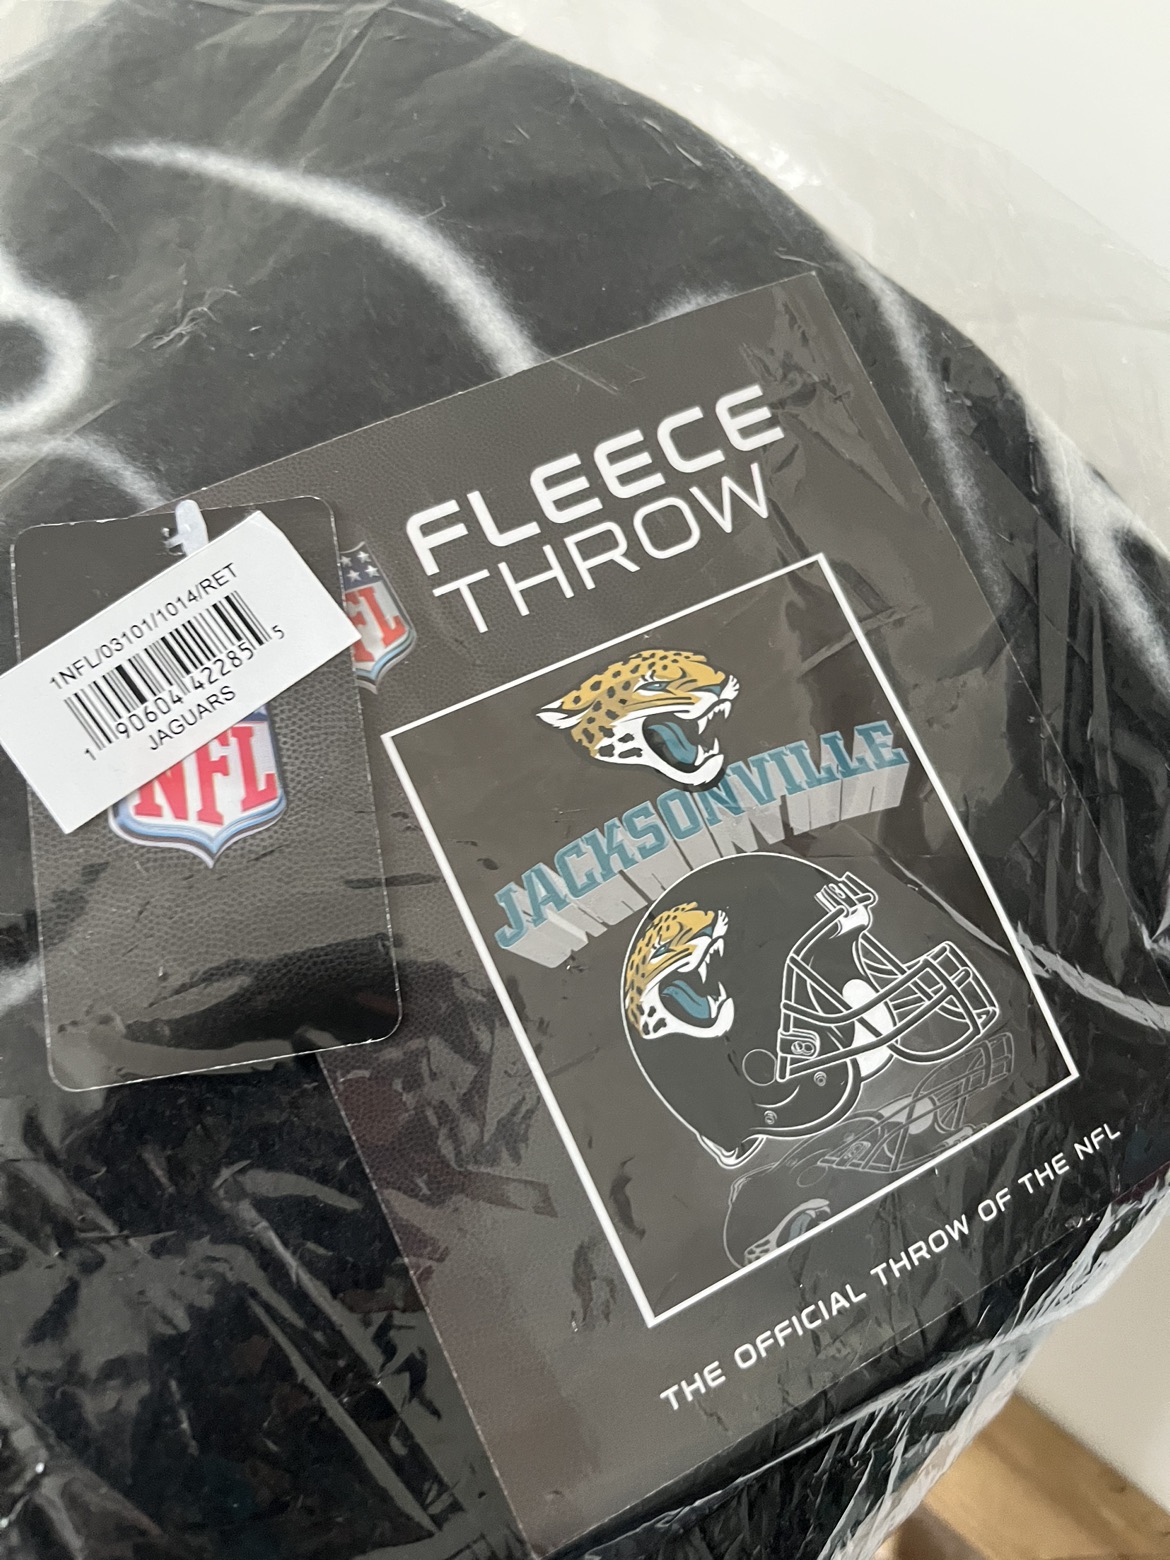 FLEECE
THROW
1NFL/03101/1014/RET
1 90604 42285 5
JAGUARS
NFL
FL
JACKSONVILLE
THE OFFICIAL THROW OF THE NFL